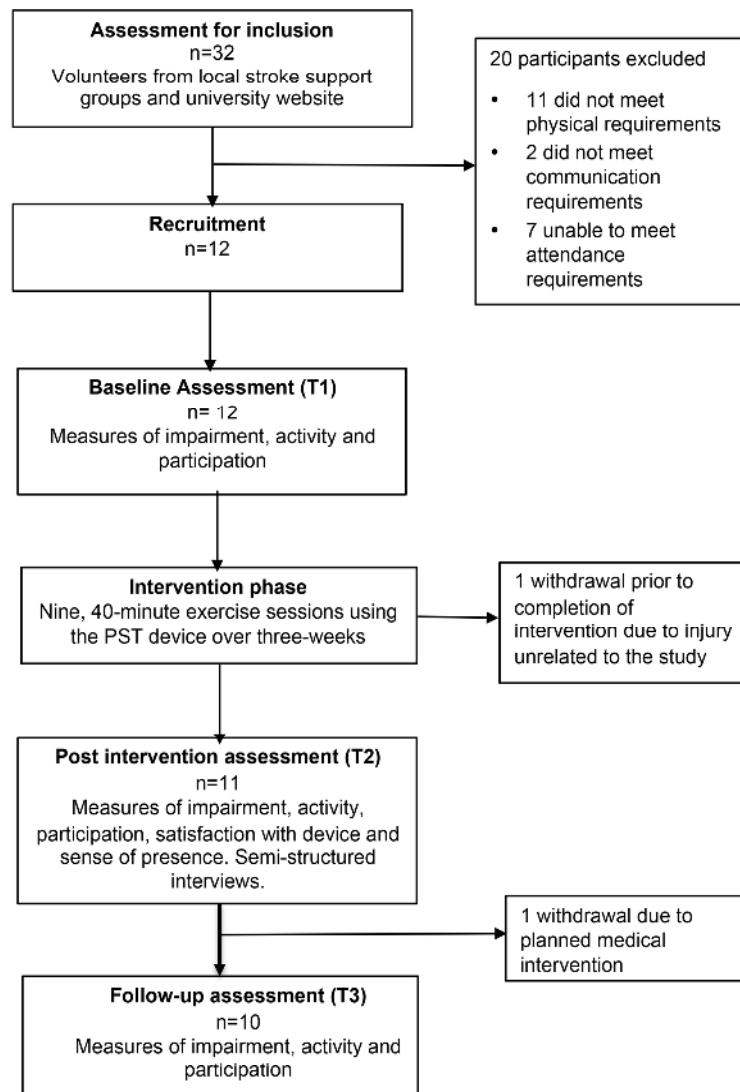 Assessment for inclusion
n=32
Volunteers from local stroke support
groups and university website
20 participants excluded
• 11 did not meet
physical requirements
• 2 did not meet
communication
requirements
• 7 unable to meet
attendance
requirements
Recruitment
n=12
Baseline Assessment (T1)
n= 12
Measures of impairment, activity and
participation
Intervention phase
Nine, 40-minute exercise sessions using
the PST device over three-weeks
1 withdrawal prior to
completion of
intervention due to injury
unrelated to the study
Post intervention assessment (T2)
n=11
Measures of impairment, activity,
participation, satisfaction with device and
sense of presence. Semi-structured
interviews.
1 withdrawal due to
planned medical
intervention
Follow-up assessment (T3)
n=10
Measures of impairment, activity and
participation